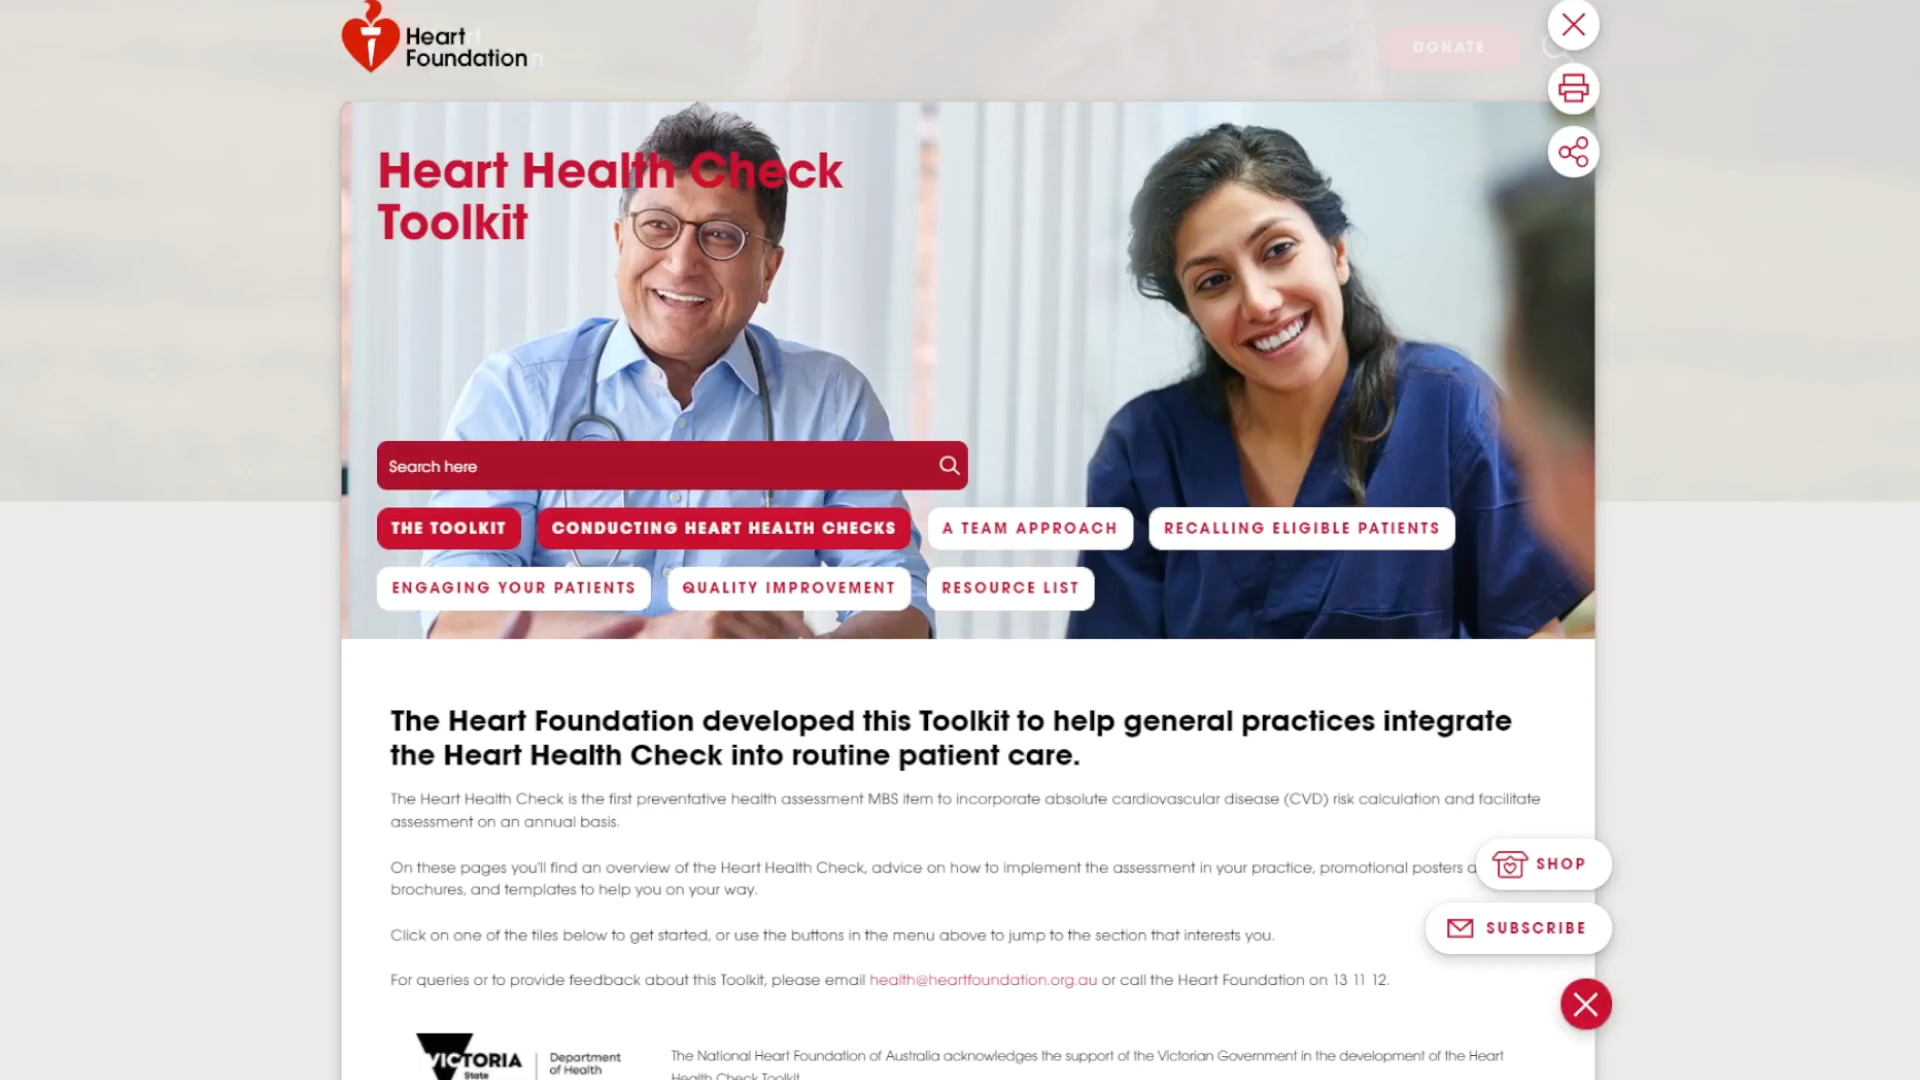 Heart
Foundation
DONATE
Heart Health Check
Toolkit
Search here
THE TOOLKIT CONDUCTING HEART HEALTH CHECKS A TEAM APPROACH RECALLING ELIGIBLE PATIENTS
ENGAGING YOUR PATIENTS QUALITY IMPROVEMENT RESOURCE LIST
The Heart Foundation developed this Toolkit to help general practices integrate
the Heart Health Check into routine patient care.
The Heart Health Check is the first preventative health assessment MBS item to incorporate absolute cardiovascular disease (CVD) risk calculation and facilitate
assessment on an annual basis.
On these pages you'll find an overview of the Heart Health Check, advice on how to implement the assessment in your practice, promotional posters
brochures, and templates to help you on your way.
SHOP
Click on one of the tiles below to get started, or use the buttons in the menu above to jump to the section that interests you.
SUBSCRIBE
For queries or to provide feedback about this Toolkit, please email health@heartfoundation.org.au or call the Heart Foundation on 13 11 12.
VICTORIA
State
Department
of Health
The National Heart Foundation of Australia acknowledges the support of the Victorian Government in the development of the Heart
Health Check Toolkit